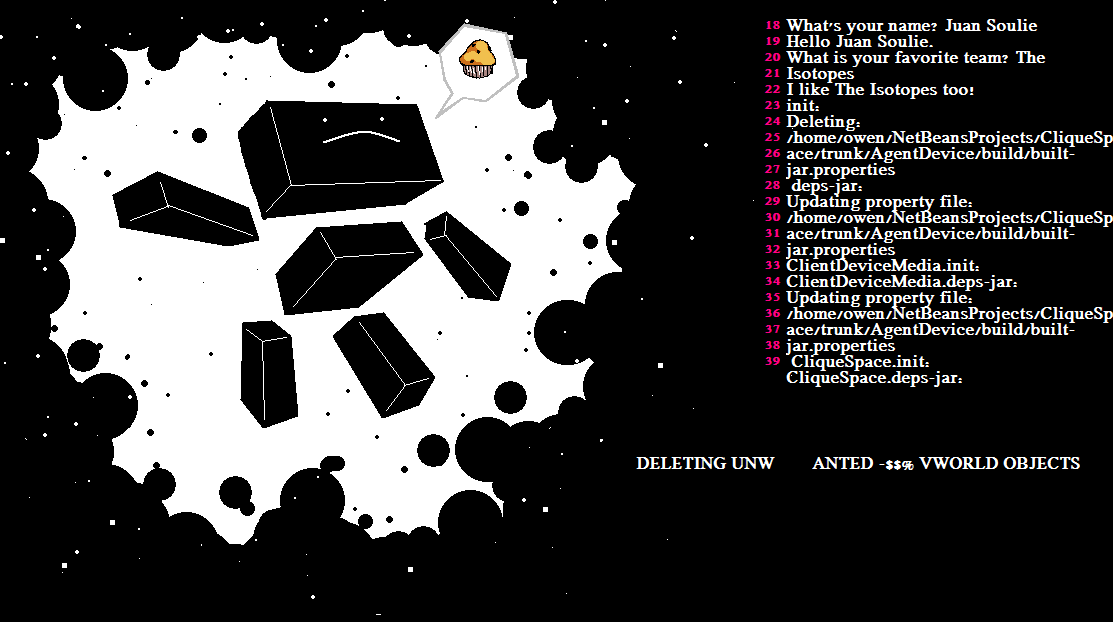 18 What's your name? Juan Soulie
19 Hello Juan Soulie.
20 What is your favorite team? The
21 Isotopes
22 I like The Isotopes too!
23 init:
24 Deleting:
25 /home/owen/NetBeansProjects/CliqueSp
26 ace/trunk/AgentDevice/build/built-
27 jar.properties
28 deps-jar:
29 Updating property file:
30 /home/owen/NetBeansProjects/CliqueSp
31 ace/trunk/AgentDevice/build/built-
32 jar.properties
33 ClientDeviceMedia.init:
34 ClientDeviceMedia.deps-jar:
35 Updating property file:
36 /home/owen/NetBeansProjects/CliqueSp
37 ace/trunk/AgentDevice/build/built-
38 jar.properties
39 CliqueSpace.init:
CliqueSpace.deps-jar:
DELETING UNW ANTED -$$% VWORLD OBJECTS